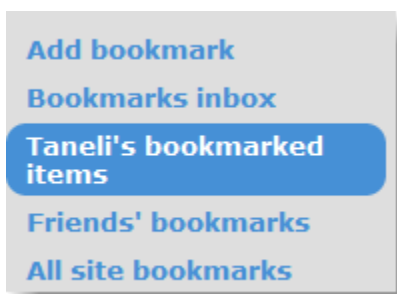 Add bookmark
Bookmarks inbox
Taneli's bookmarked
items
Friends' bookmarks
All site bookmarks